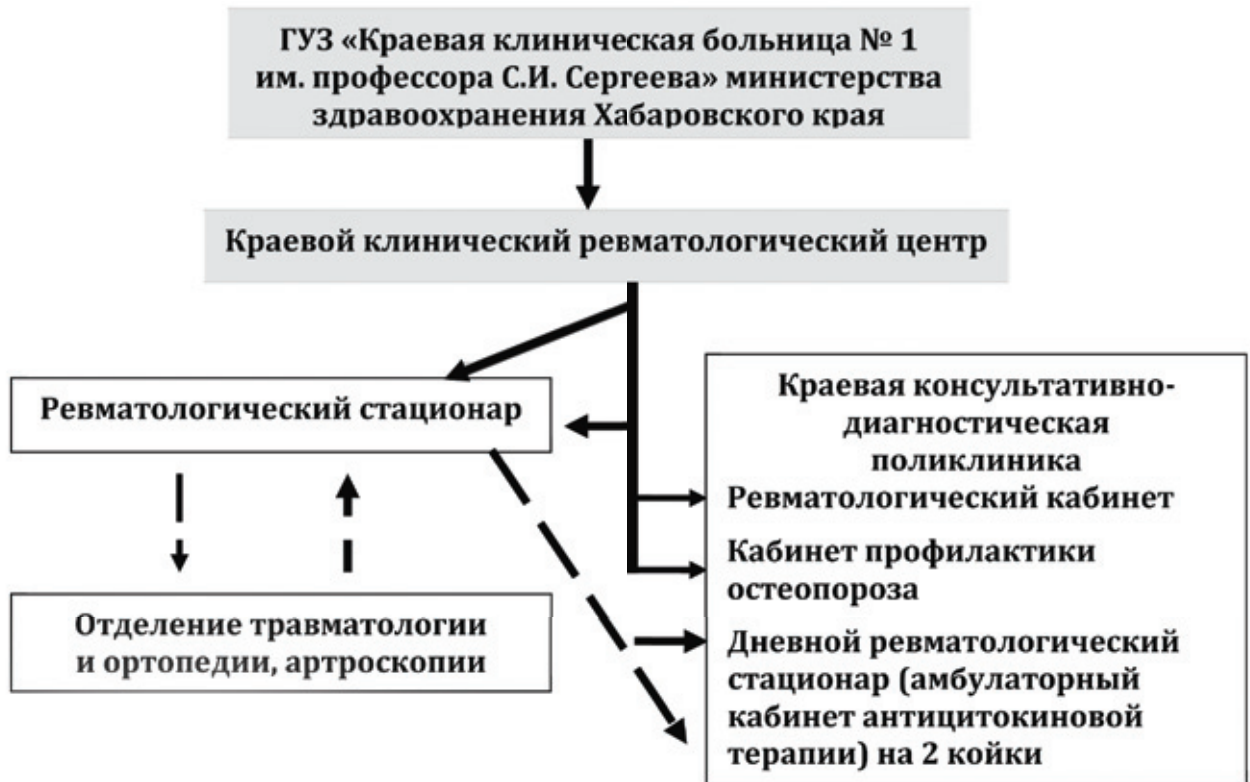 ГУЗ «Краевая клиническая больница № 1
им. профессора С.И. Сергеева» министерства
здравоохранения Хабаровского края
Краевой клинический ревматологический центр
Ревматологический стационар
Отделение травматологии
и ортопедии, артроскопии
Краевая консультативно-
диагностическая
поликлиника
Ревматологический кабинет
Кабинет профилактики
остеопороза
Дневной ревматологический
стационар (амбулаторный
кабинет антицитокиновой
терапии) на 2 койки